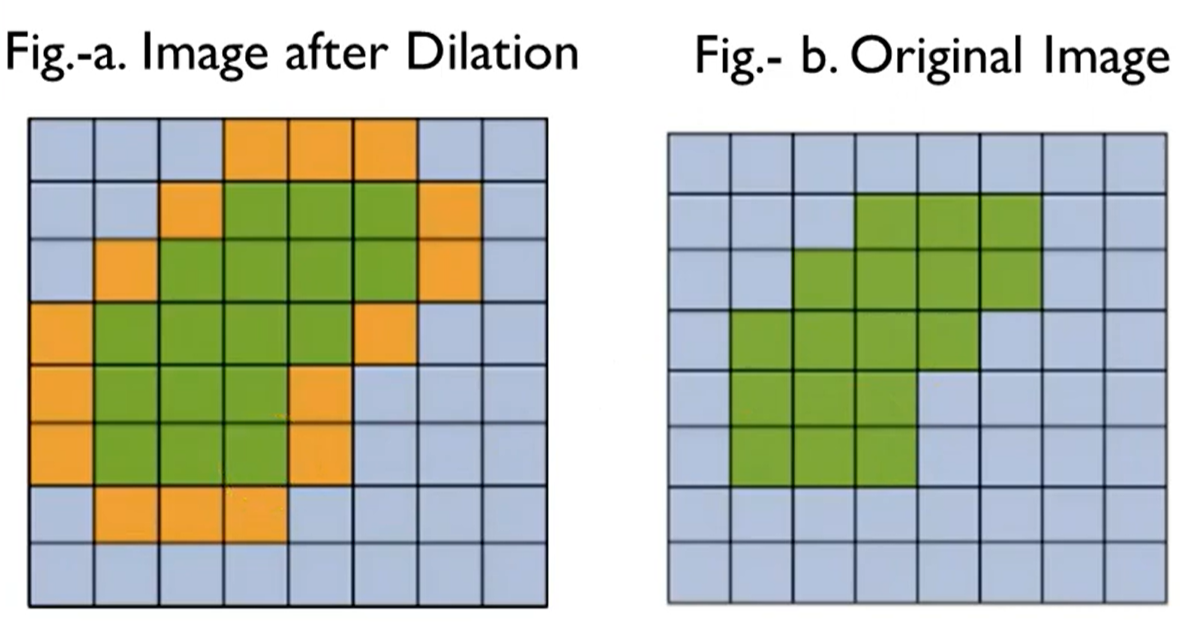 Fig.-a. Image after Dilation
Fig.- b. Original Image